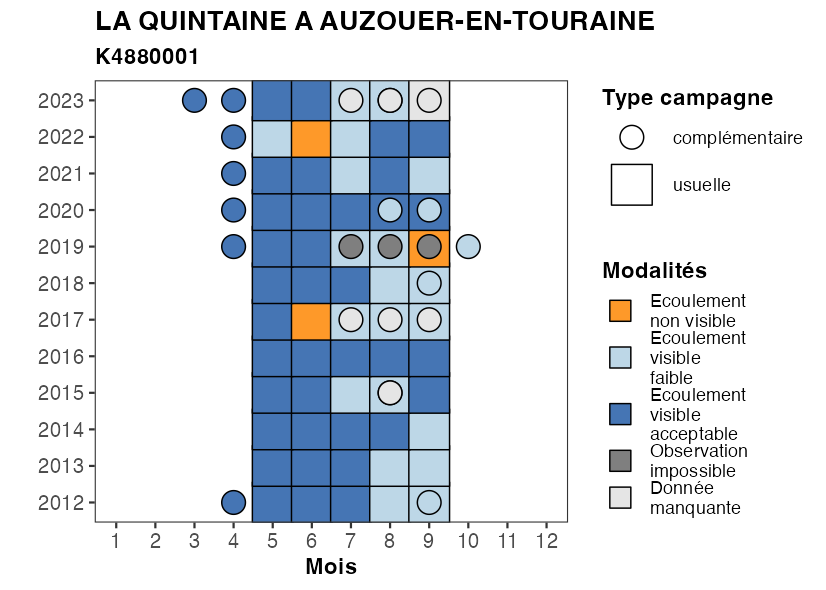 LA QUINTAINE A AUZOUER-EN-TOURAINE
K4880001
2023
2022
2021
2020
2019
2018
2017
2016
2015
2014
2013
2012
1 2 3 4 5 6 7 8 9 10 11 12
Mois
Type campagne
complémentaire
usuelle
Modalités
Ecoulement
non visible
Ecoulement
visible
faible
Ecoulement
visible
acceptable
Observation
impossible
Donnée
manquante